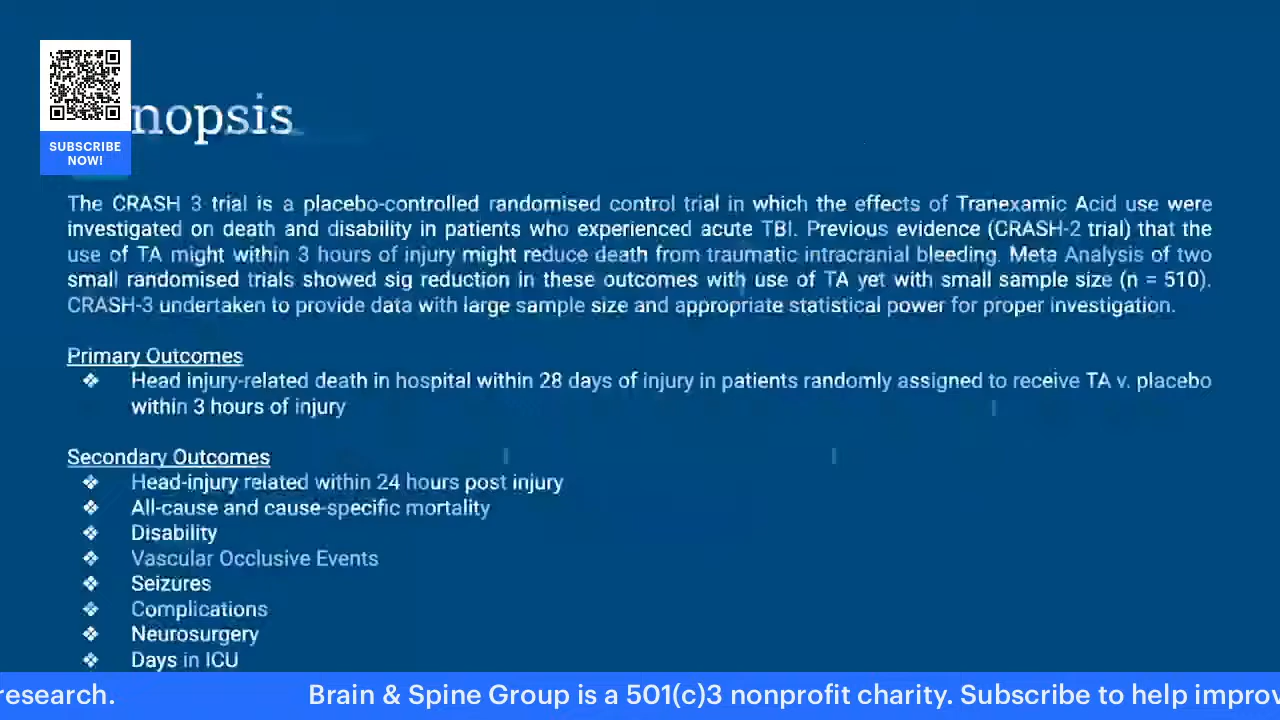 SUBSCRIBE
NOW!
nopsis
The CRASH 3 trial is a placebo-controlled randomised control trial in which the effects of Tranexamic Acid use were
investigated on death and disability in patients who experienced acute TBI. Previous evidence (CRASH-2 trial) that the
use of TA might within 3 hours of injury might reduce death from traumatic intracranial bleeding. Meta Analysis of two
small randomised trials showed sig reduction in these outcomes with use of TA yet with small sample size (n = 510).
CRASH-3 undertaken to provide data with large sample size and appropriate statistical power for proper investigation.
Primary Outcomes
❖ Head injury-related death in hospital within 28 days of injury in patients randomly assigned to receive TA v. placebo
within 3 hours of injury
Secondary Outcomes
❖ Head-injury related within 24 hours post injury
❖ All-cause and cause-specific mortality
❖ Disability
❖ Vascular Occlusive Events
❖ Seizures
❖ Complications
❖ Neurosurgery
❖ Days in ICU
research. Brain & Spine Group is a 501(c)3 nonprofit charity. Subscribe to help improv